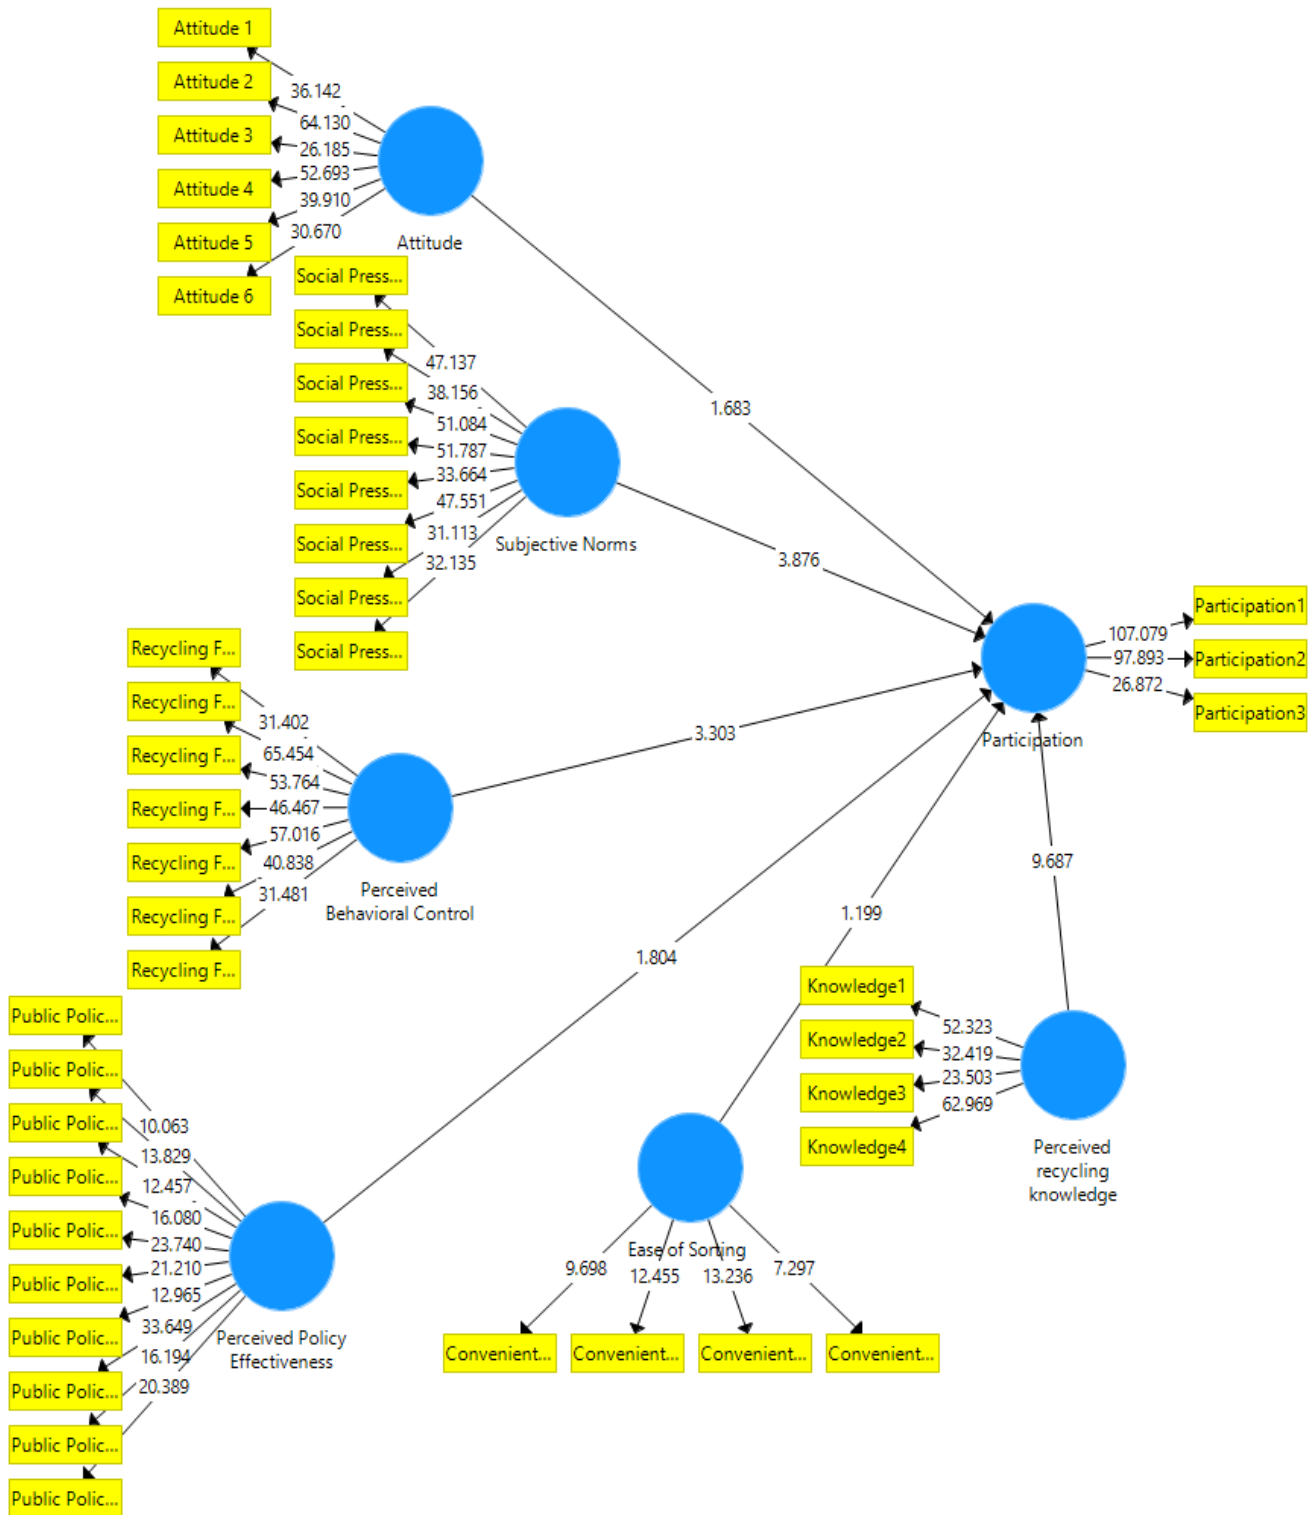 Attitude 1
Attitude 2
Attitude 3
Attitude 4
Attitude 5
Attitude 6
36.142
64.130
26.185
52.693
39.910
30.670
Attitude
Social Press...
Social Press...
Social Press...
Social Press...
Social Press...
Social Press...
Social Press...
Social Press...
47.137
38.156
51.084
51.787
33.664
47.551
31.113
32.135
Subjective Norms
1.683
3.876
Recycling F...
Recycling F...
Recycling F...
Recycling F...
Recycling F...
Recycling F...
Recycling F...
31.402
65.454
53.764
46.467
57.016
40.838
31.481
Perceived
Behavioral Control
3.303
Participation
107.079
97.893
26.872
Participation1
Participation2
Participation3
Public Polic...
Public Polic...
Public Polic...
Public Polic...
Public Polic...
Public Polic...
Public Polic...
Public Polic...
Public Polic...
Public Polic...
10.063
13.829
12.457
16.080
23.740
21.210
12.965
33.649
16.194
20.389
Perceived Policy
Effectiveness
1.804
1.199
9.687
Knowledge1
Knowledge2
Knowledge3
Knowledge4
52.323
32.419
23.503
62.969
Perceived
recycling
knowledge
Ease of Sorting
9.698
12.455
13.236
7.297
Convenient...
Convenient...
Convenient...
Convenient...